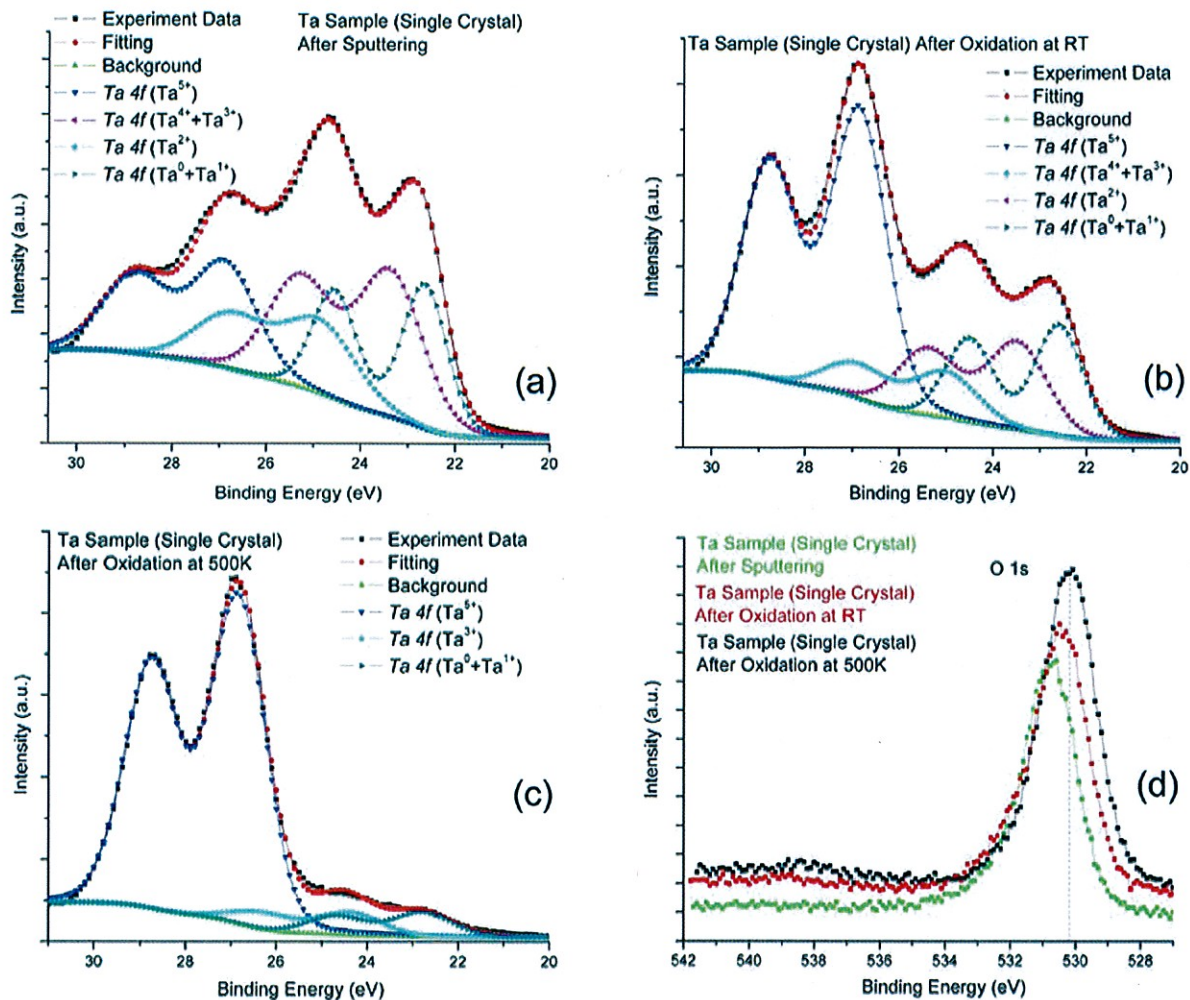 Experiment Data
Fitting
Background
Ta 4f (Ta⁵⁺)
Ta 4f (Ta⁴⁺+Ta³⁺)
Ta 4f (Ta²⁺)
Ta 4f (Ta⁰+Ta¹⁺)
Ta Sample (Single Crystal)
After Sputtering
(a)
Intensity (a.u.)
30 28 26 24 22 20
Binding Energy (eV)
Ta Sample (Single Crystal) After Oxidation at RT
Experiment Data
Fitting
Background
Ta 4f (Ta⁵⁺)
Ta 4f (Ta⁴⁺+Ta³⁺)
Ta 4f (Ta²⁺)
Ta 4f (Ta⁰+Ta¹⁺)
(b)
Intensity (a.u.)
30 28 26 24 22 20
Binding Energy (eV)
Ta Sample (Single Crystal)
After Oxidation at 500K
Experiment Data
Fitting
Background
Ta 4f (Ta⁵⁺)
Ta 4f (Ta³⁺)
Ta 4f (Ta⁰+Ta¹⁺)
(c)
Intensity (a.u.)
30 28 26 24 22 20
Binding Energy (eV)
Ta Sample (Single Crystal)
After Sputtering
Ta Sample (Single Crystal)
After Oxidation at RT
Ta Sample (Single Crystal)
After Oxidation at 500K
O 1s
(d)
Intensity (a.u.)
542 540 538 536 534 532 530 528
Binding Energy (eV)